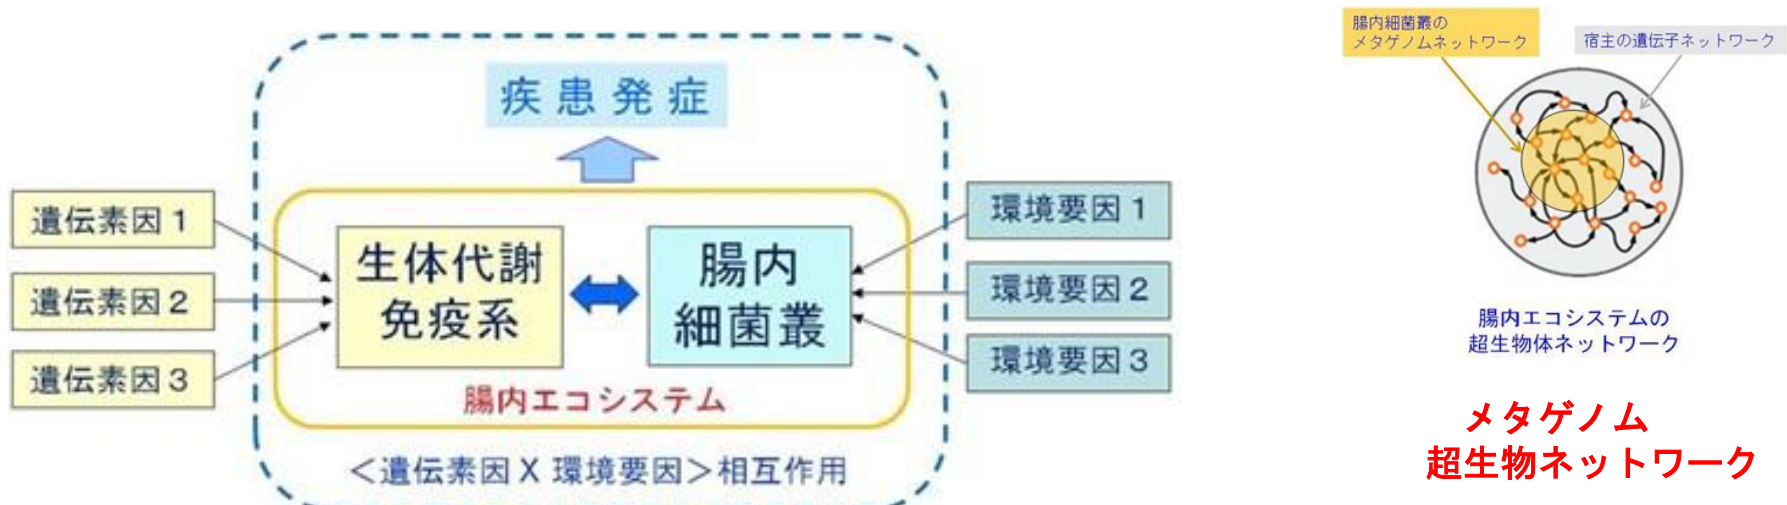 疾患発症
遺伝素因1
遺伝素因2
遺伝素因3
生体代謝
免疫系
腸内
細菌叢
環境要因1
環境要因2
環境要因3
腸内エコシステム
<遺伝素因X環境要因>相互作用
腸内細菌叢の
メタゲノムネットワーク
宿主の遺伝子ネットワーク
腸内エコシステムの
超生物体ネットワーク
メタゲノム
超生物ネットワーク